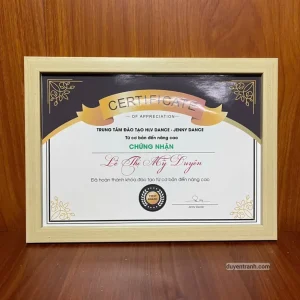 CERTIFICATE
OF APPRECIATION
TRUNG TÂM ĐÀO TẠO HLV DANCE - JENNY DANCE
Từ cơ bản đến nâng cao
CHỨNG NHẬN
Lê Thị Mỹ Duyên
Đã hoàn thành khóa đào tạo từ cơ bản đến nâng cao
duyentranh.com